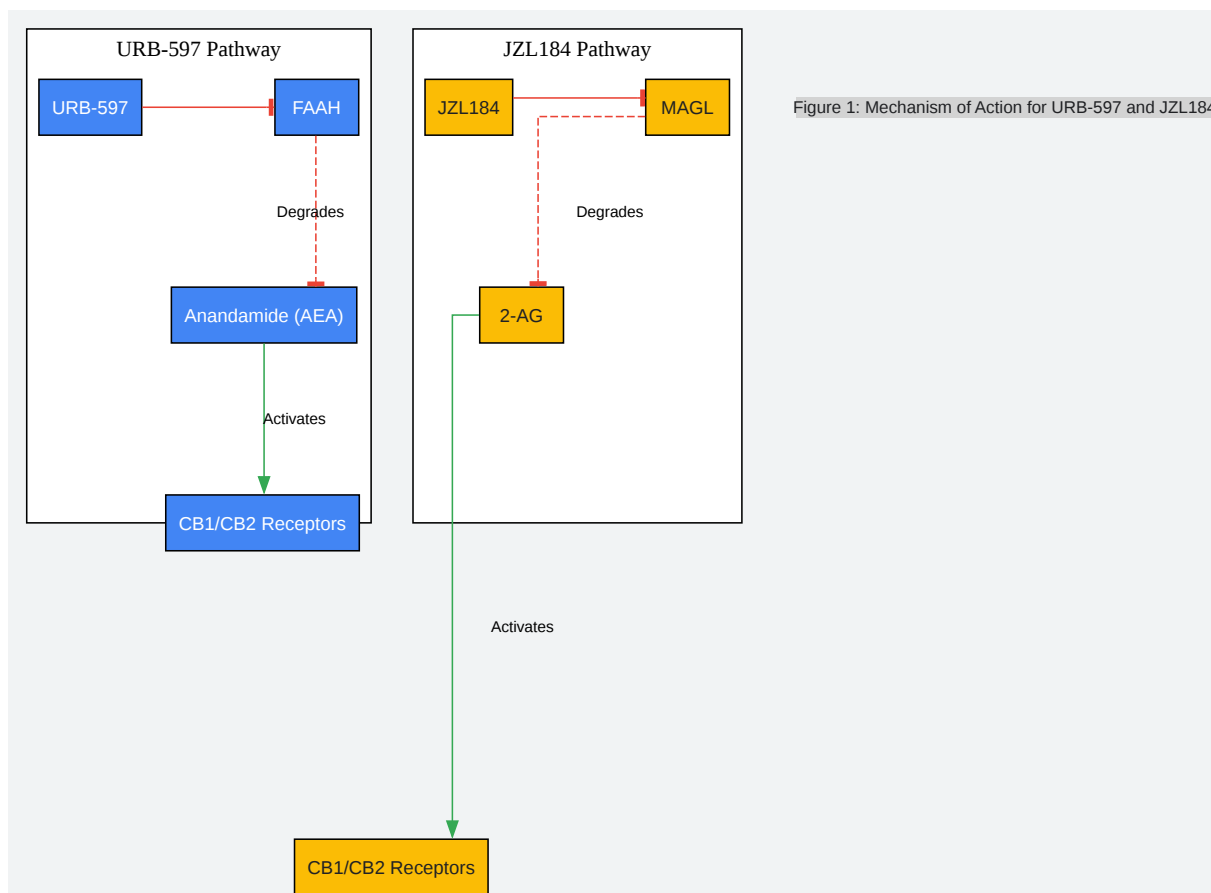 URB-597 Pathway
URB-597
FAAH
Degrades
Anandamide (AEA)
Activates
CB1/CB2 Receptors
JZL184 Pathway
JZL184
MAGL
Degrades
2-AG
Activates
CB1/CB2 Receptors
Figure 1: Mechanism of Action for URB-597 and JZL184